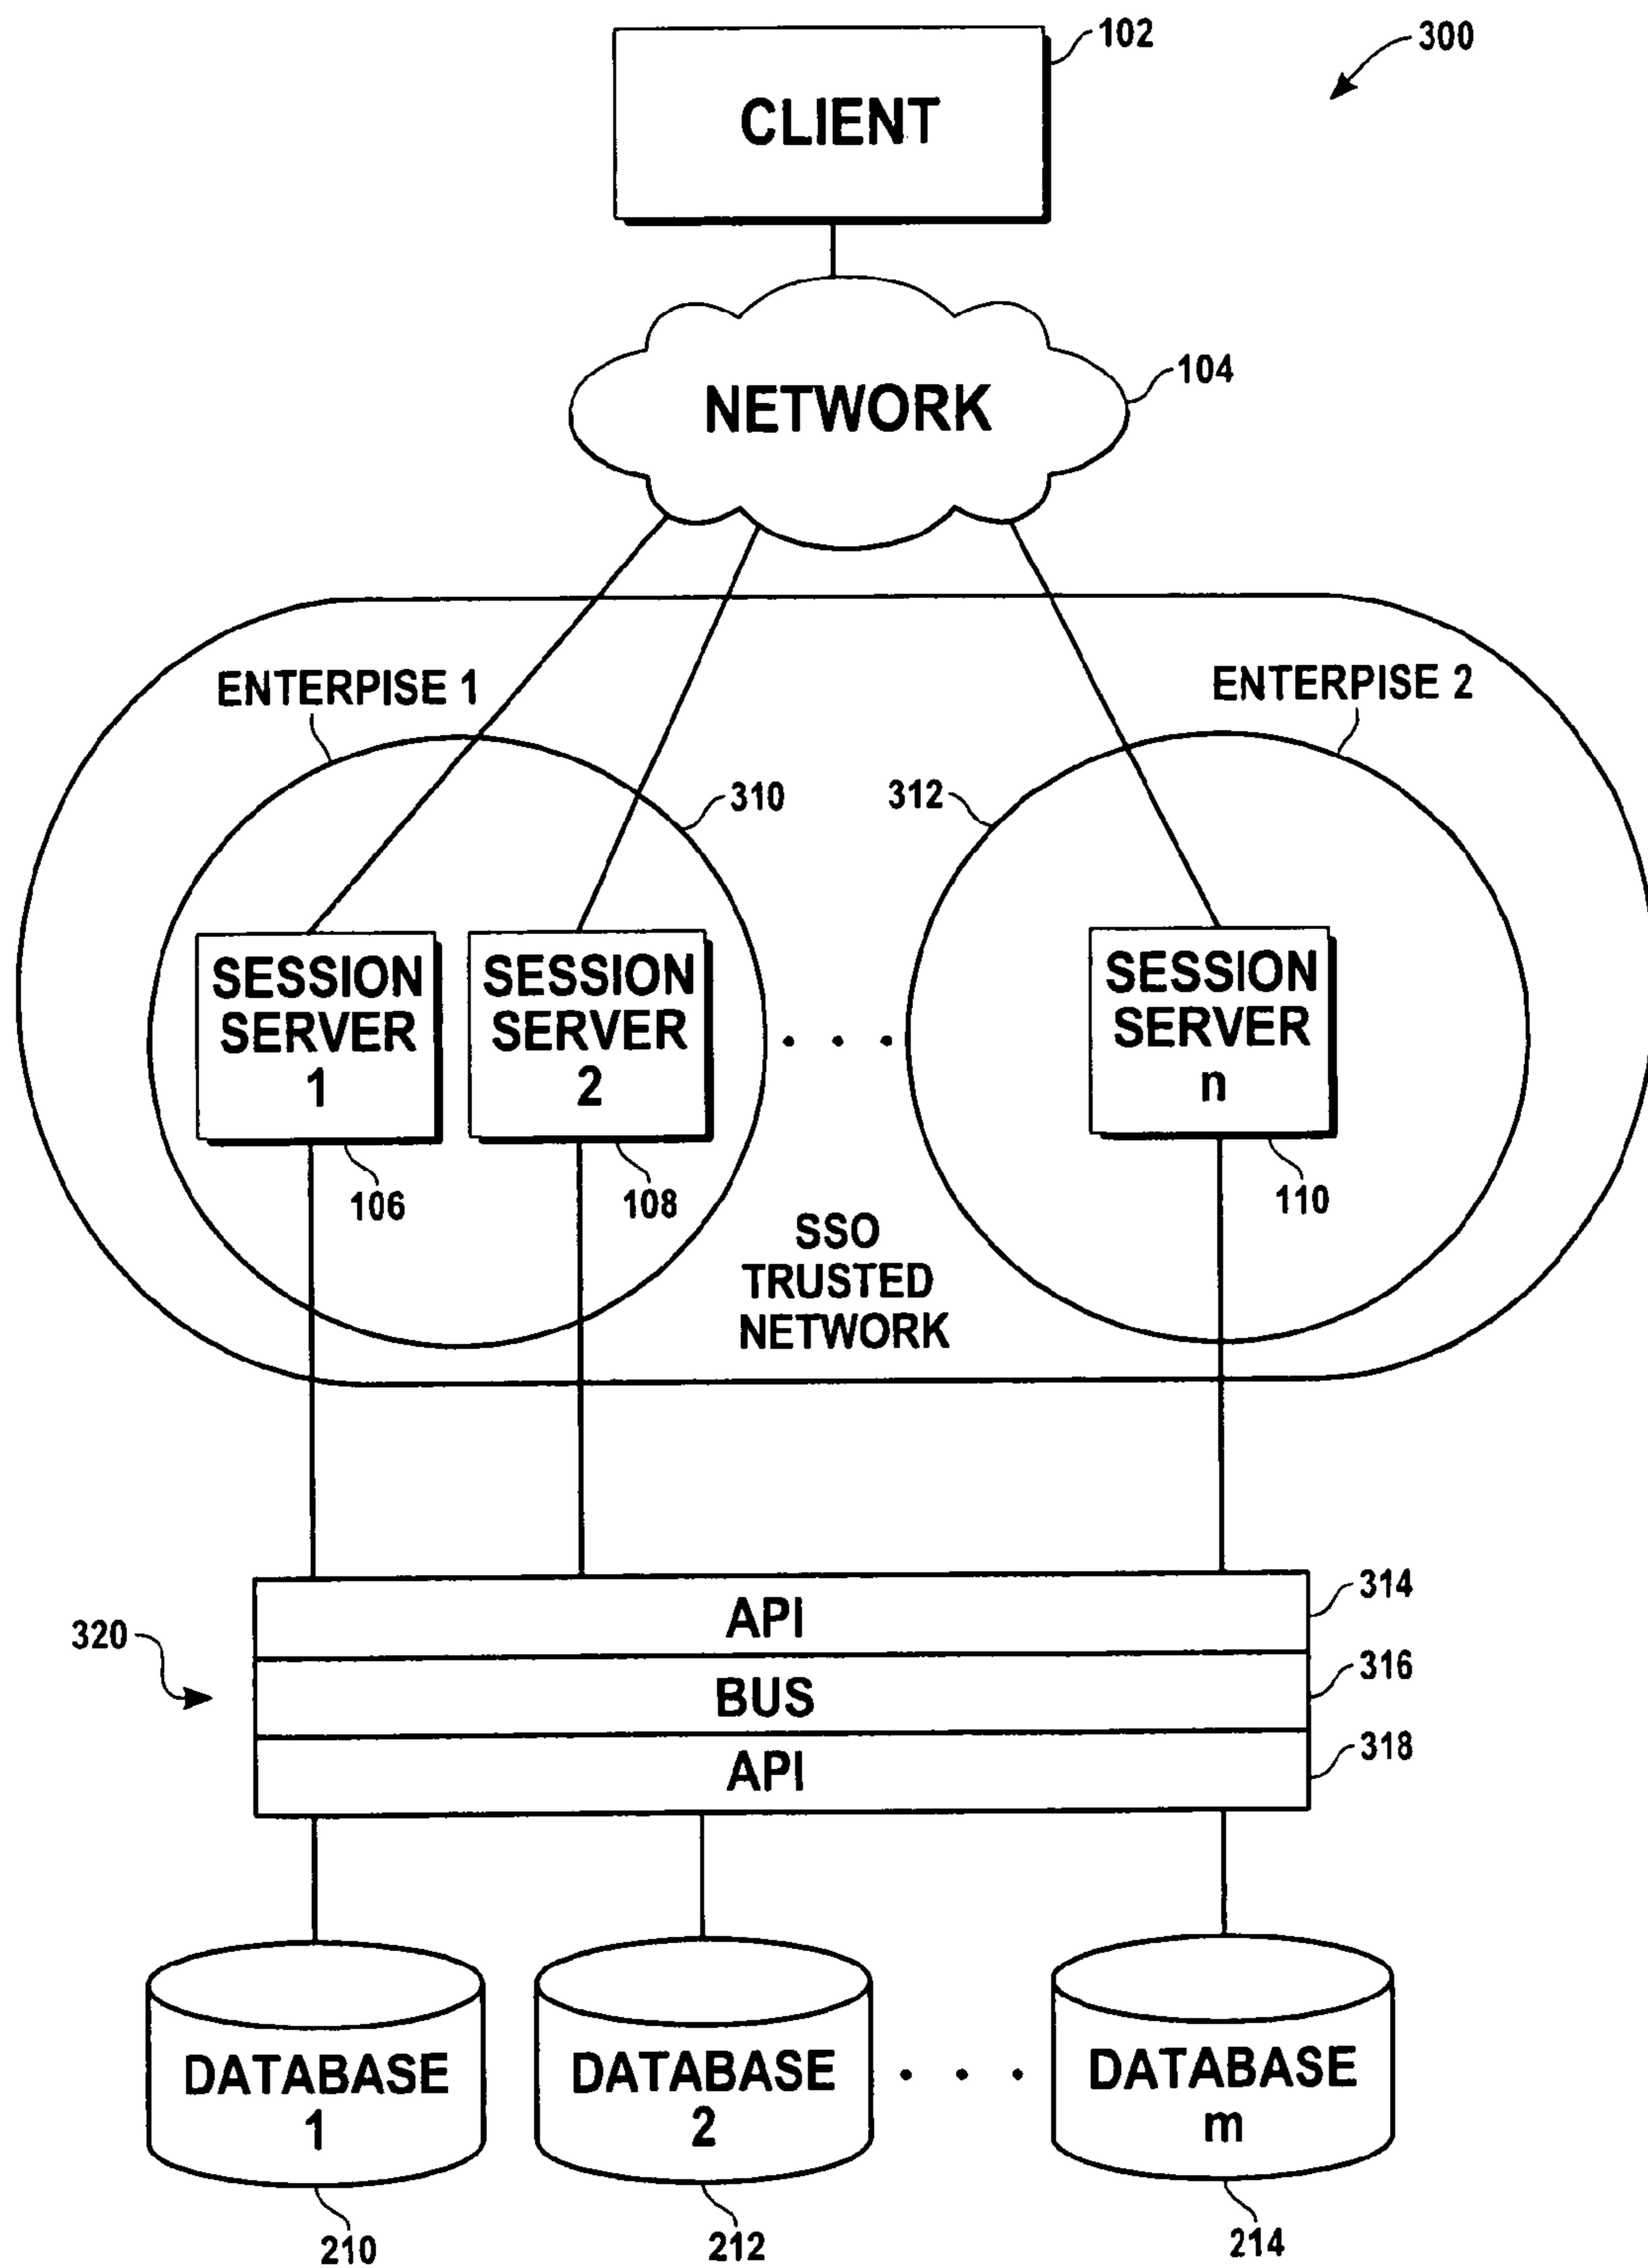 102
300
CLIENT
104
NETWORK
ENTERPISE 1
ENTERPISE 2
310
312
SESSION
SERVER
1
SESSION
SERVER
2
. . .
SESSION
SERVER
n
106
108
110
SSO
TRUSTED
NETWORK
314
API
320
316
BUS
318
API
DATABASE
1
DATABASE
2
. . .
DATABASE
m
210
212
214